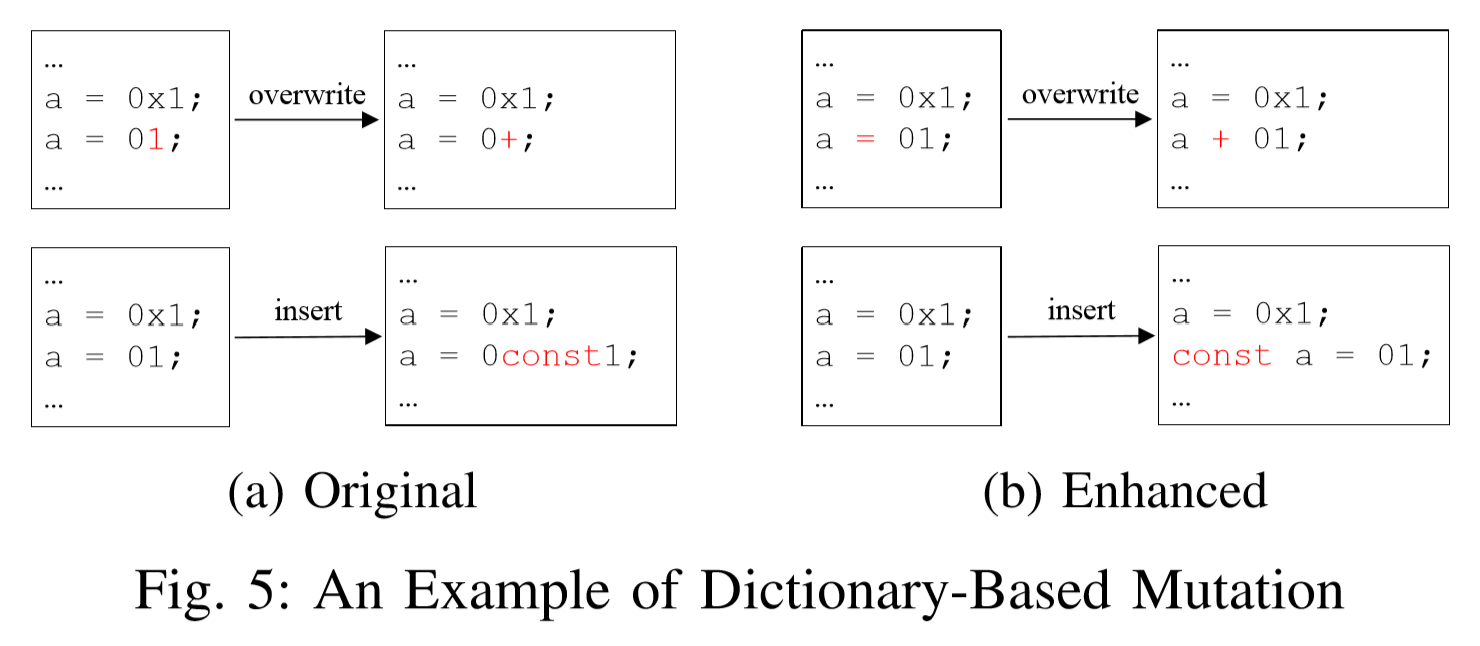 ...
a = 0x1;
a = 01;
...
overwrite
...
a = 0x1;
a = 0+;
...
...
a = 0x1;
a = 01;
...
insert
...
a = 0x1;
a = 0const1;
...
(a) Original
...
a = 0x1;
a = 01;
...
overwrite
...
a = 0x1;
a + 01;
...
...
a = 0x1;
a = 01;
...
insert
...
a = 0x1;
const a = 01;
...
(b) Enhanced
Fig. 5: An Example of Dictionary-Based Mutation